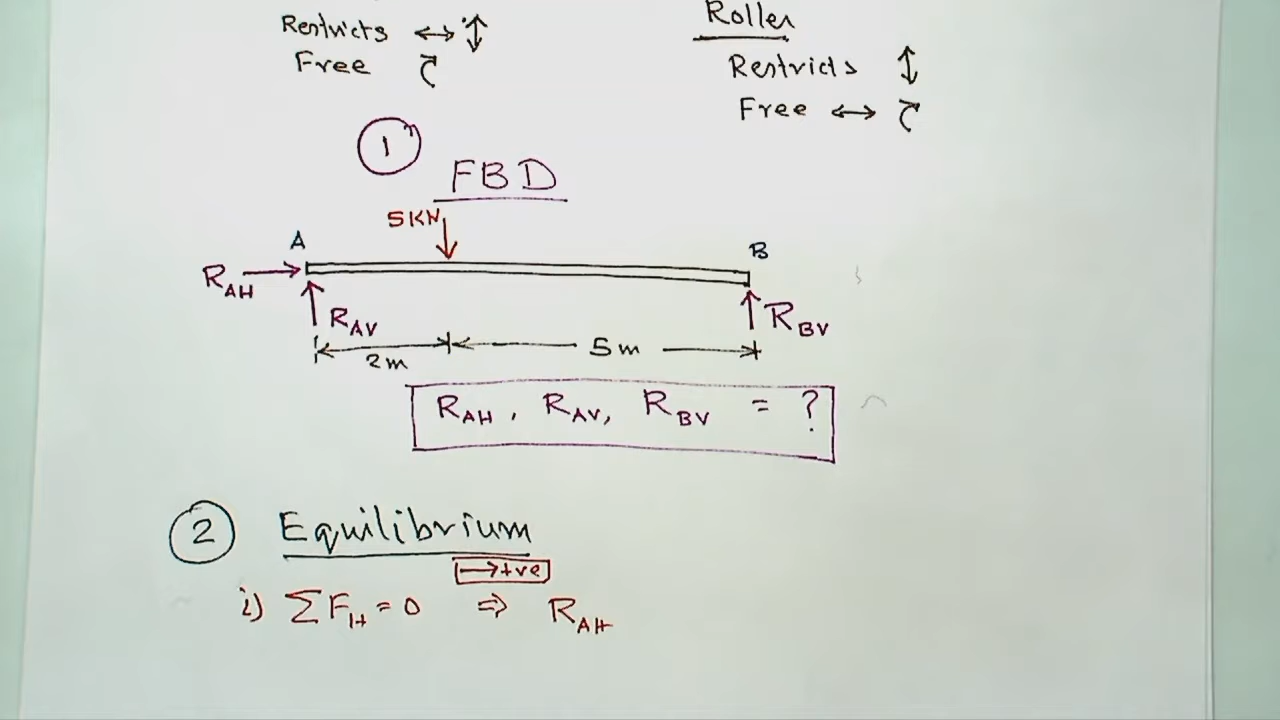 Restricts ↔ ↕
Free ↻
Roller
Restricts ↕
Free ↔ ↻
1
FBD
5KN
A
B
RAH
RAV
RBV
2m
5m
RAH, RAV, RBV = ?
2 Equilibrium
→+ve
i) ΣFH = 0 ⇒ RAH